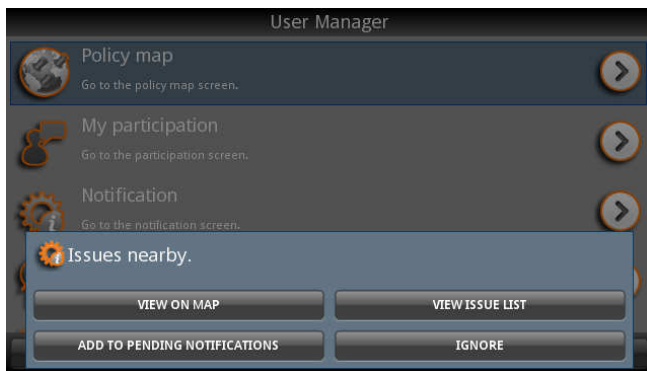 User Manager
Policy map
Go to the policy map screen.
My participation
Go to the participation screen.
Notification
Go to the notification screen.
Issues nearby.
VIEW ON MAP
VIEW ISSUE LIST
ADD TO PENDING NOTIFICATIONS
IGNORE